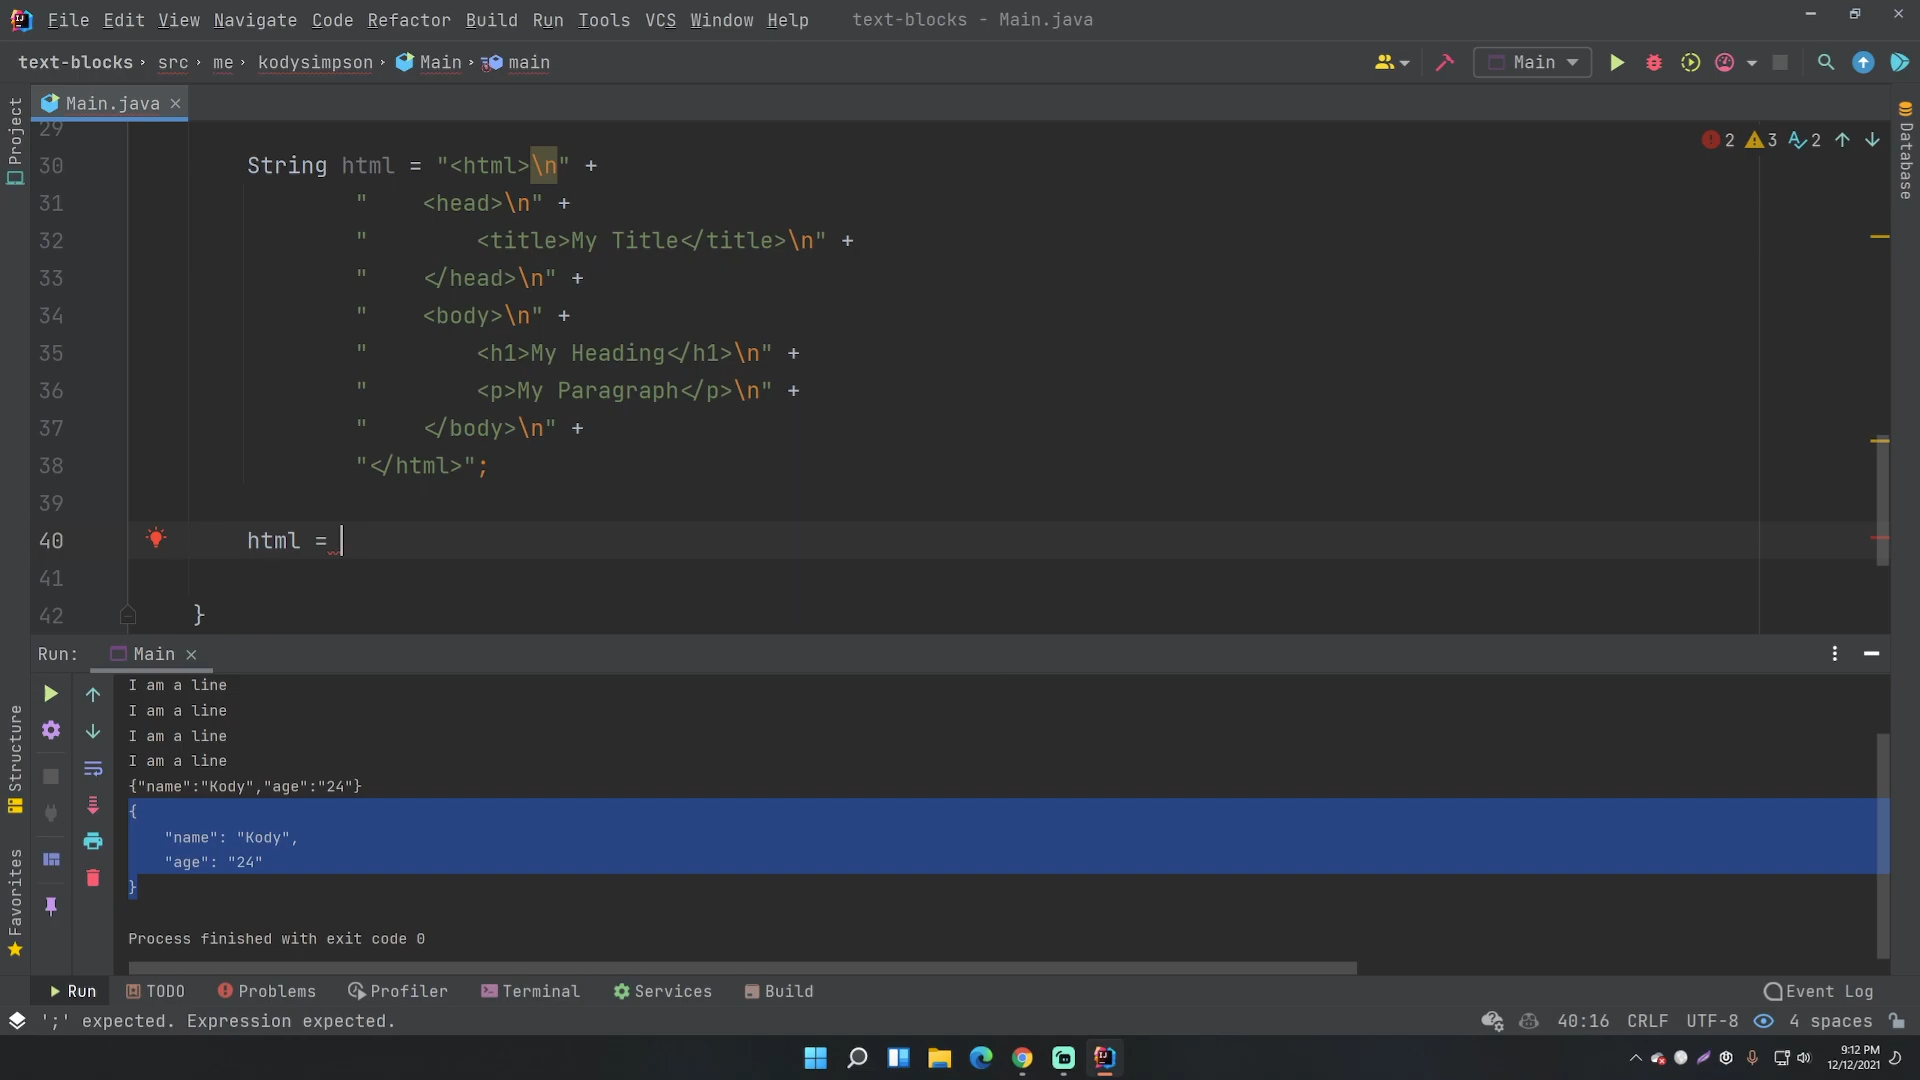 File Edit View Navigate Code Refactor Build Run Tools VCS Window Help text-blocks - Main.java
text-blocks › src › me › kodysimpson › Main › main
Main
Main.java
Project
Database
2 3 2
29
30 String html = "<html>\n" +
31 "    <head>\n" +
32 "        <title>My Title</title>\n" +
33 "    </head>\n" +
34 "    <body>\n" +
35 "        <h1>My Heading</h1>\n" +
36 "        <p>My Paragraph</p>\n" +
37 "    </body>\n" +
38 "</html>";
39
40 html =
41
42 }
Run: Main
Structure
Favorites
I am a line
I am a line
I am a line
I am a line
{"name":"Kody","age":"24"}
{
    "name": "Kody",
    "age": "24"
}
Process finished with exit code 0
Run TODO Problems Profiler Terminal Services Build Event Log
';' expected. Expression expected. 40:16 CRLF UTF-8 4 spaces
9:12 PM
12/12/2021